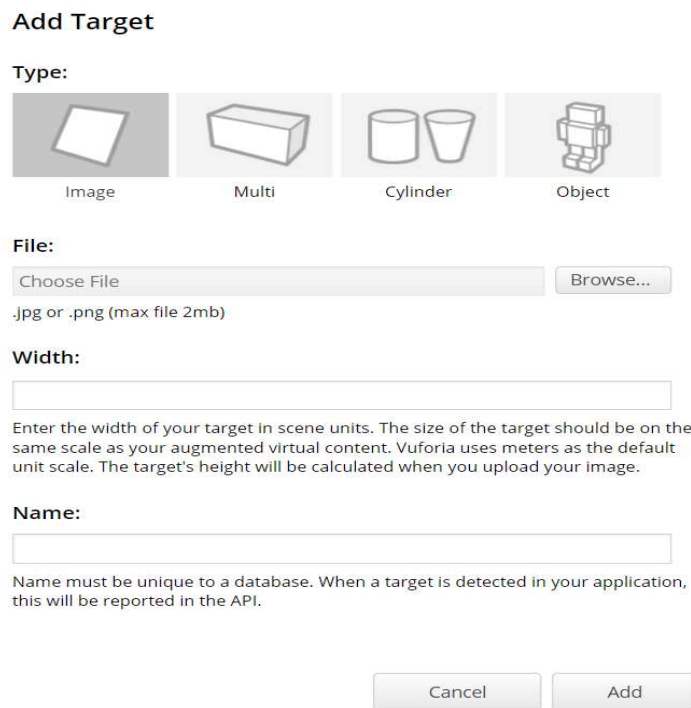 Add Target
Type:
Image
Multi
Cylinder
Object
File:
Choose File
Browse...
.jpg or .png (max file 2mb)
Width:
Enter the width of your target in scene units. The size of the target should be on the
same scale as your augmented virtual content. Vuforia uses meters as the default
unit scale. The target's height will be calculated when you upload your image.
Name:
Name must be unique to a database. When a target is detected in your application,
this will be reported in the API.
Cancel
Add